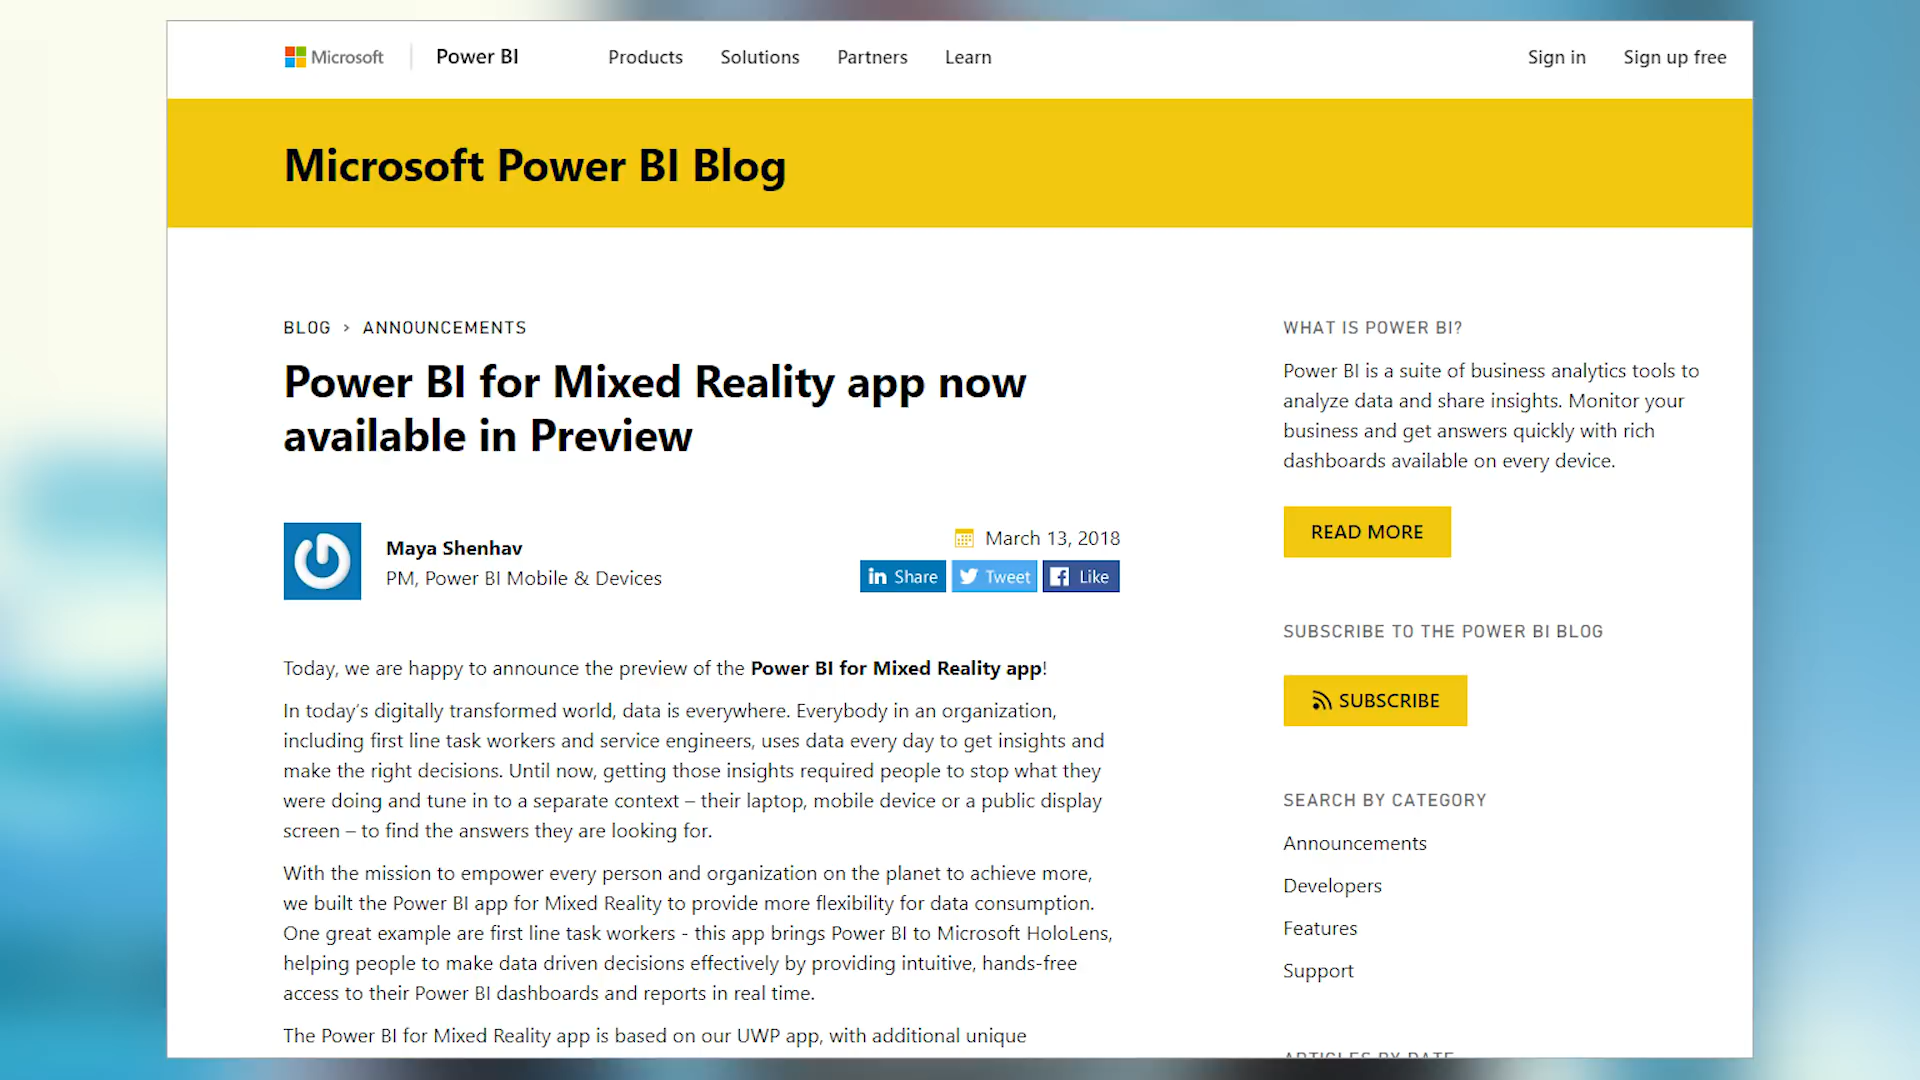 Microsoft Power BI Products Solutions Partners Learn Sign in Sign up free
Microsoft Power BI Blog
BLOG > ANNOUNCEMENTS
Power BI for Mixed Reality app now
available in Preview
Maya Shenhav
PM, Power BI Mobile & Devices
March 13, 2018
in Share Tweet Like
Today, we are happy to announce the preview of the Power BI for Mixed Reality app!
In today’s digitally transformed world, data is everywhere. Everybody in an organization,
including first line task workers and service engineers, uses data every day to get insights and
make the right decisions. Until now, getting those insights required people to stop what they
were doing and tune in to a separate context – their laptop, mobile device or a public display
screen – to find the answers they are looking for.
With the mission to empower every person and organization on the planet to achieve more,
we built the Power BI app for Mixed Reality to provide more flexibility for data consumption.
One great example are first line task workers - this app brings Power BI to Microsoft HoloLens,
helping people to make data driven decisions effectively by providing intuitive, hands-free
access to their Power BI dashboards and reports in real time.
The Power BI for Mixed Reality app is based on our UWP app, with additional unique
WHAT IS POWER BI?
Power BI is a suite of business analytics tools to
analyze data and share insights. Monitor your
business and get answers quickly with rich
dashboards available on every device.
READ MORE
SUBSCRIBE TO THE POWER BI BLOG
SUBSCRIBE
SEARCH BY CATEGORY
Announcements
Developers
Features
Support
ARTICLES BY DATE